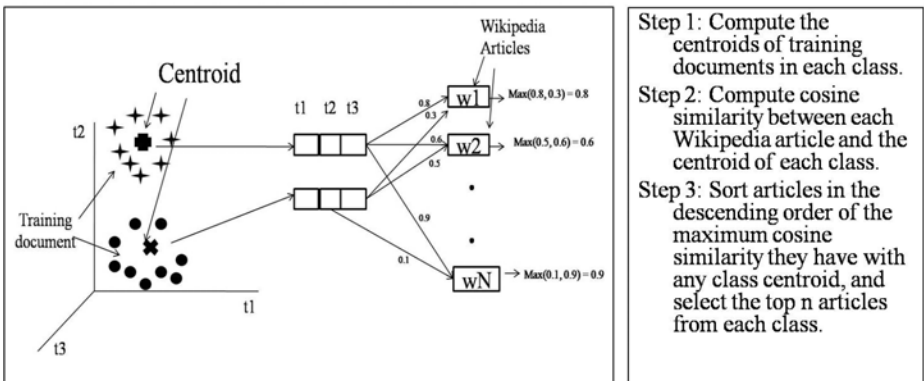 Wikipedia
Articles
Centroid
t1 t2 t3
w1
0.8
0.3
Max(0.8, 0.3) = 0.8
t2
w2
0.6
0.5
Max(0.5, 0.6) = 0.6
Training
document
0.9
0.1
wN
Max(0.1, 0.9) = 0.9
t1
t3
Step 1: Compute the
centroids of training
documents in each class.
Step 2: Compute cosine
similarity between each
Wikipedia article and the
centroid of each class.
Step 3: Sort articles in the
descending order of the
maximum cosine
similarity they have with
any class centroid, and
select the top n articles
from each class.